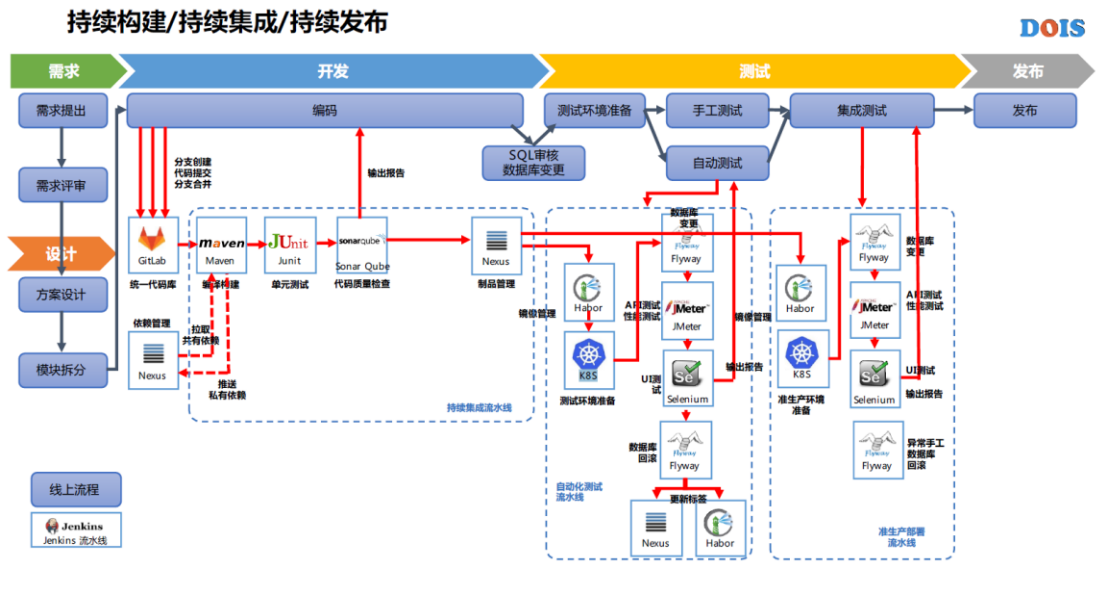 持续构建/持续集成/持续发布
DOIS
需求
开发
测试
发布
需求提出
编码
测试环境准备
手工测试
集成测试
发布
SQL审核
数据库变更
自动测试
需求评审
分支创建
代码提交
分支合并
输出报告
设计
GitLab
统一代码库
maven
Maven
编译构建
JUnit
Junit
单元测试
sonarqube
Sonar Qube
代码质量检查
Nexus
制品管理
数据库
变更
Flyway
Flyway
数据库
变更
Flyway
Flyway
方案设计
模块拆分
依赖管理
Nexus
拉取
共有依赖
推送
私有依赖
持续集成流水线
Habor
镜像管理
K8S
测试环境准备
API测试
性能测试
JMeter
JMeter
UI测
试
Se
Selenium
输出报告
数据库
回滚
Flyway
Flyway
更新标签
Nexus
Habor
自动化测试
流水线
Habor
镜像管理
K8S
准生产环境
准备
API测试
性能测试
JMeter
JMeter
UI测试
Se
Selenium
输出报告
Flyway
Flyway
异常手工
数据库
回滚
准生产部署
流水线
线上流程
Jenkins
Jenkins 流水线